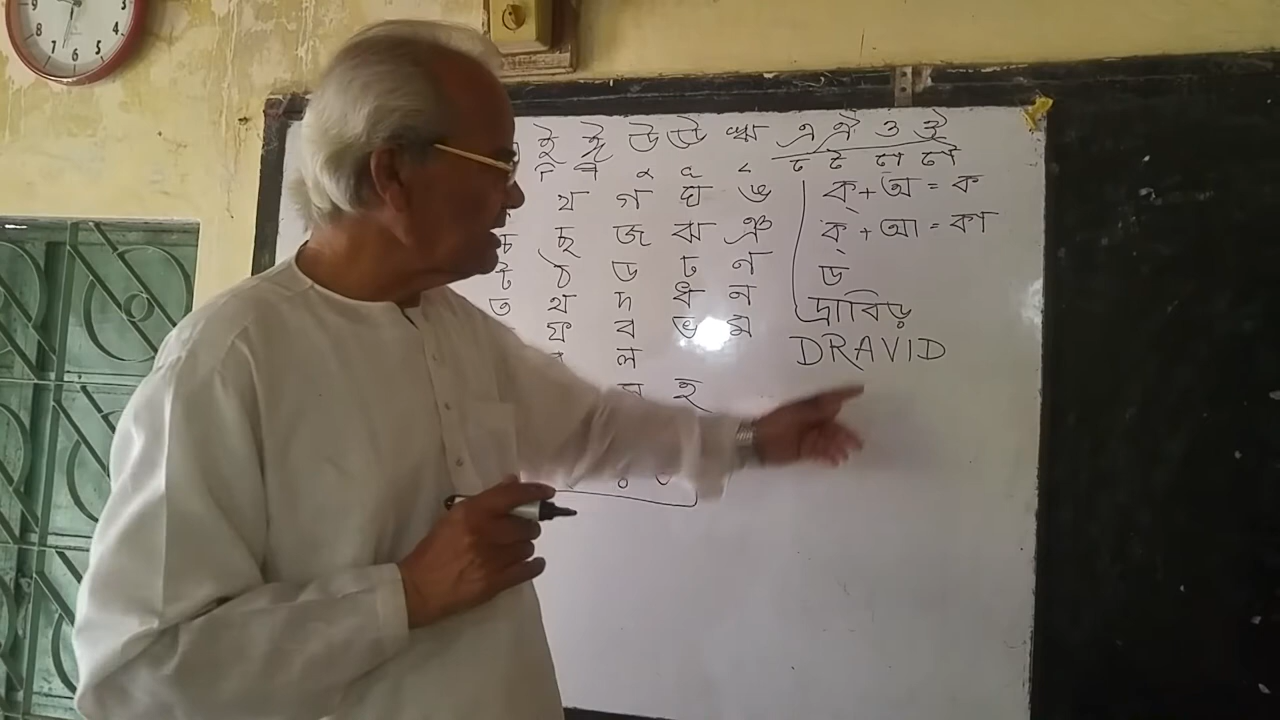 ই ঈ উ ঊ ঋ এ ঐ ও ঔ
খ গ ঘ ঙ ক্ + অ = ক
চ ছ জ ঝ ঞ ক্ + আ = কা
ট ঠ ড ঢ ণ ড
ত থ দ ধ ন দ্রাবিড়
ফ ব ভ ম DRAVID
ল
হ